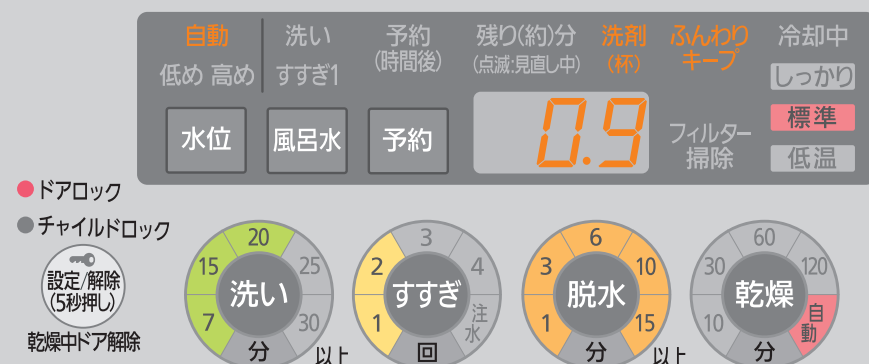 自動 洗い 予約 残り(約)分 洗剤 ふんわり 冷却中
(時間後) (点滅:見直し中) (杯) キープ
低め 高め すすぎ1 しっかり
標準
水位 風呂水 予約 0.9 フィルター
掃除 低温
ドアロック
チャイルドロック
設定/解除
(5秒押し)
乾燥中ドア解除
7 15 20 25 30
洗い
分 以上
1 2 3 4 注水
すすぎ
回
1 3 6 10 15
脱水
分 以上
10 30 60 120 自動
乾燥
分